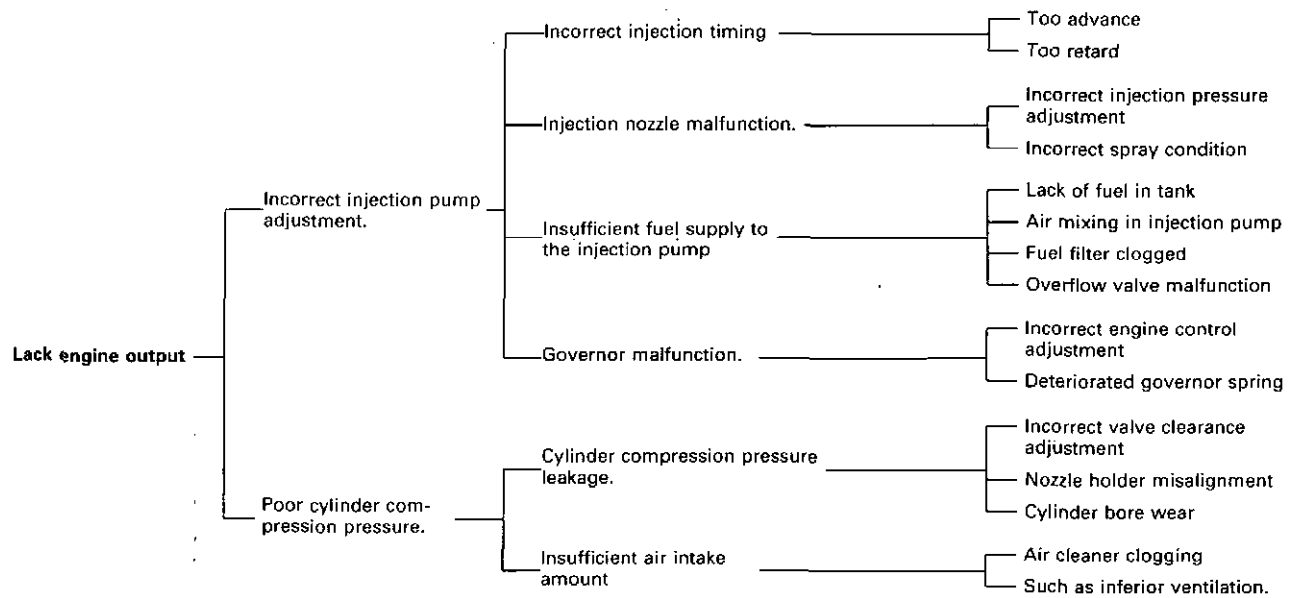 Lack engine output
Incorrect injection pump
adjustment.
Incorrect injection timing
Too advance
Too retard
Injection nozzle malfunction.
Incorrect injection pressure
adjustment
Incorrect spray condition
Insufficient fuel supply to
the injection pump
Lack of fuel in tank
Air mixing in injection pump
Fuel filter clogged
Overflow valve malfunction
Governor malfunction.
Incorrect engine control
adjustment
Deteriorated governor spring
Poor cylinder com-
pression pressure.
Cylinder compression pressure
leakage.
Incorrect valve clearance
adjustment
Nozzle holder misalignment
Cylinder bore wear
Insufficient air intake
amount
Air cleaner clogging
Such as inferior ventilation.